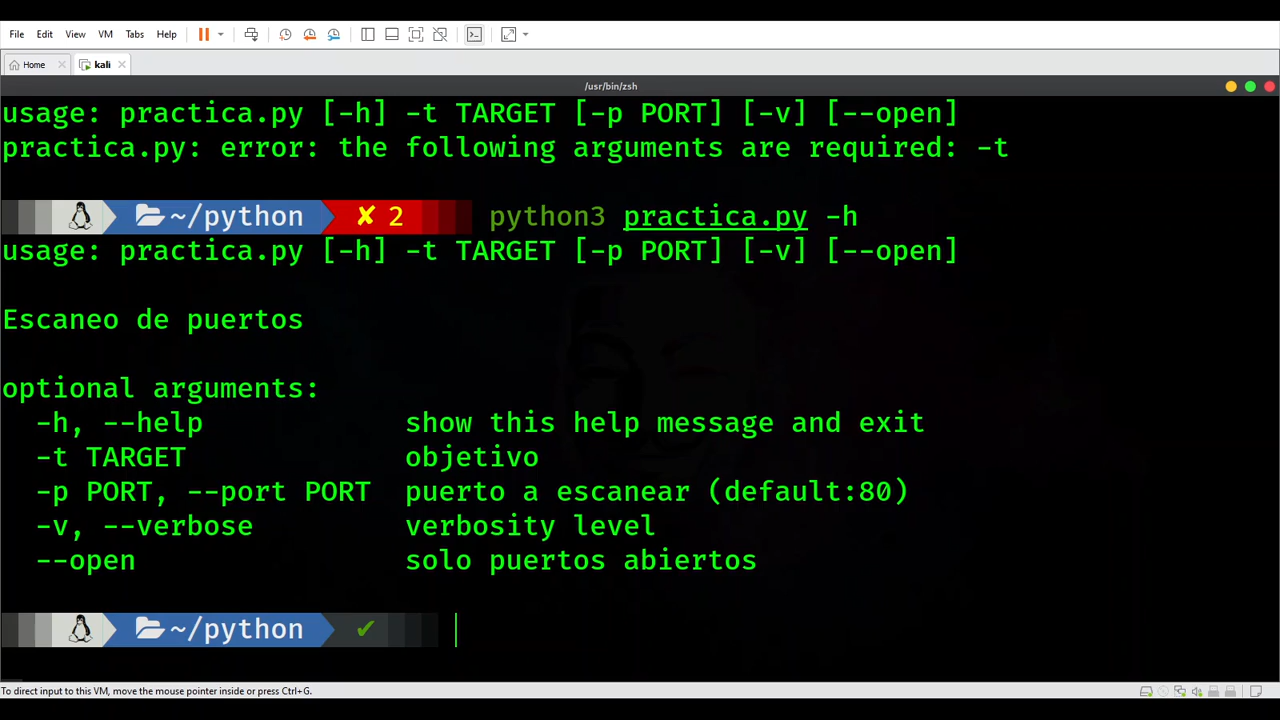 File Edit View VM Tabs Help
Home kali
/usr/bin/zsh
usage: practica.py [-h] -t TARGET [-p PORT] [-v] [--open]
practica.py: error: the following arguments are required: -t
~/python ✘ 2 python3 practica.py -h
usage: practica.py [-h] -t TARGET [-p PORT] [-v] [--open]
Escaneo de puertos
optional arguments:
-h, --help show this help message and exit
-t TARGET objetivo
-p PORT, --port PORT puerto a escanear (default:80)
-v, --verbose verbosity level
--open solo puertos abiertos
~/python ✔
To direct input to this VM, move the mouse pointer inside or press Ctrl+G.